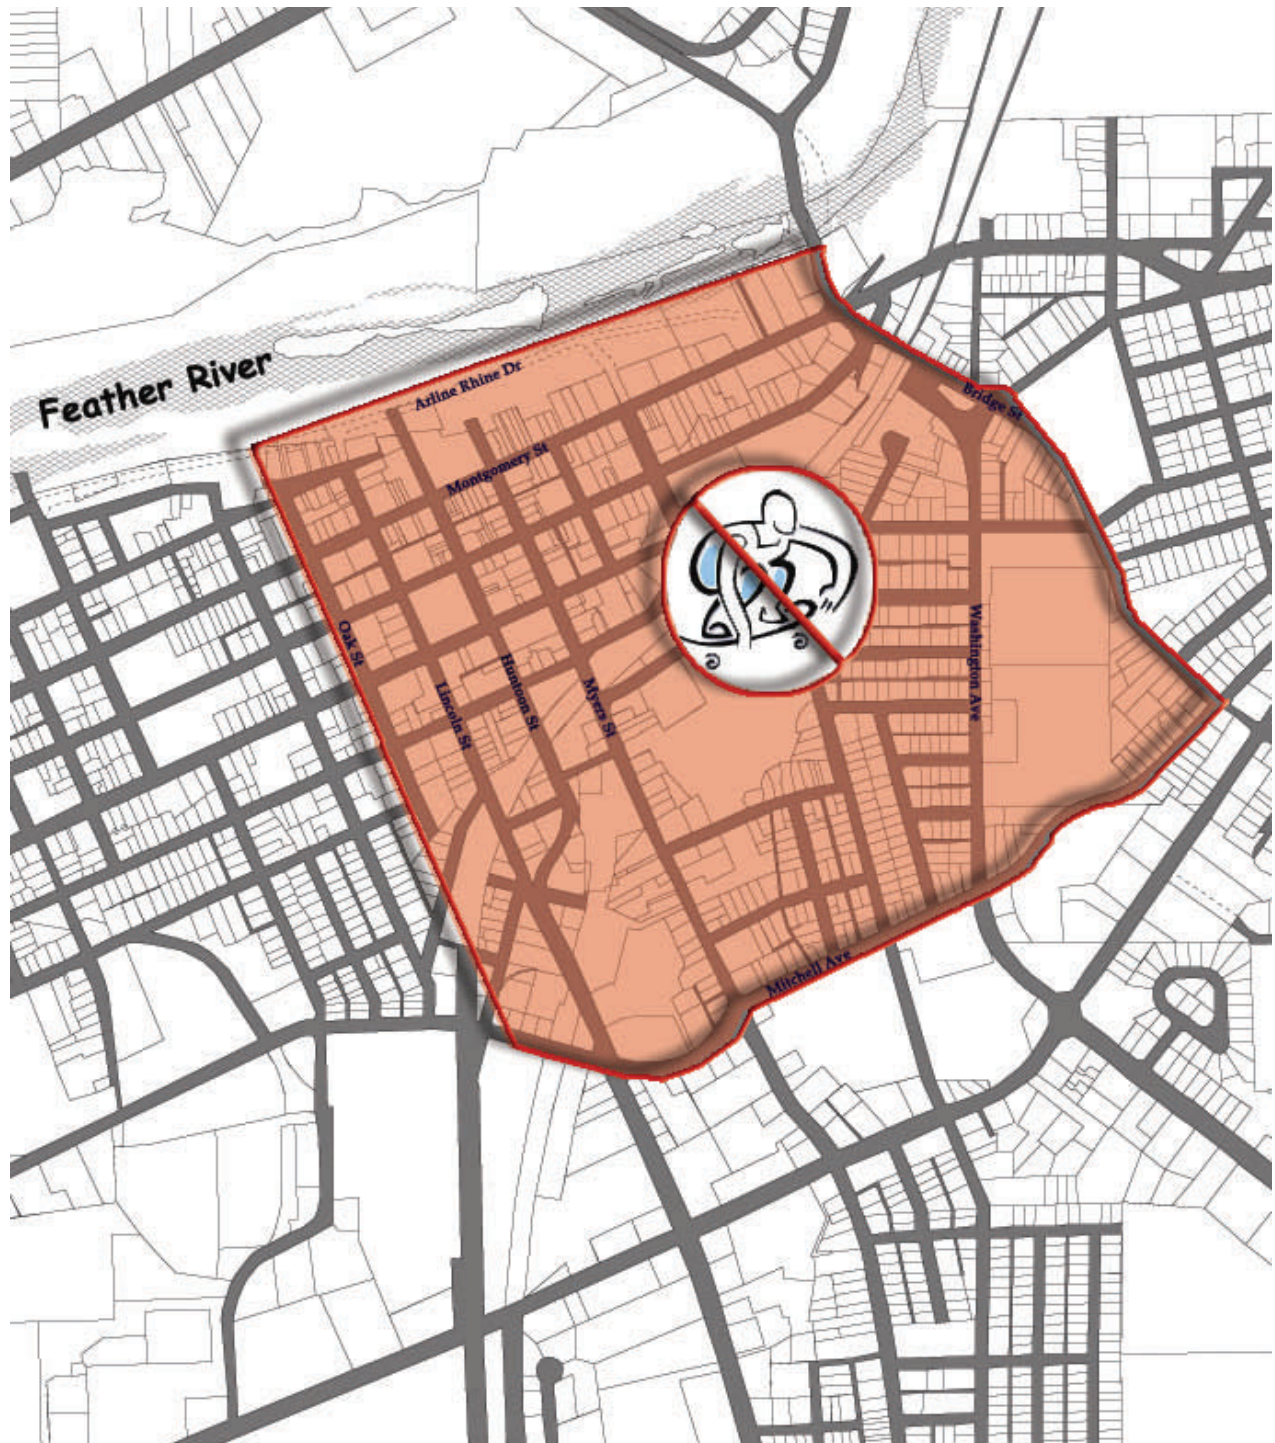 Feather River
Arline Rhine Dr
Montgomery St
Bridge St
Oak St
Lincoln St
Huntoon St
Myers St
Washington Ave
Mitchell Ave